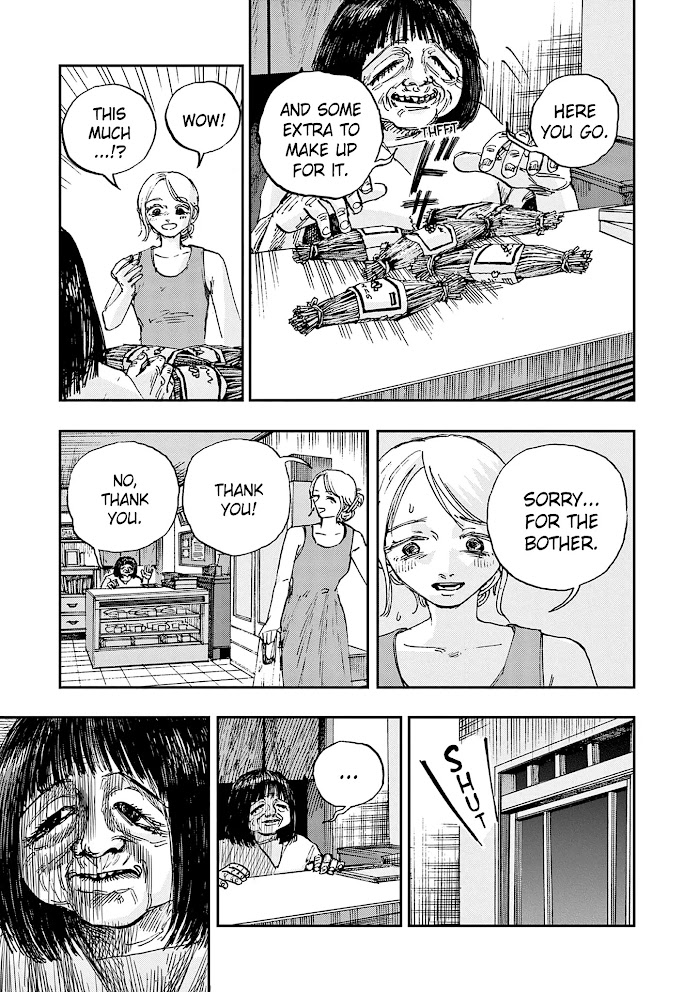 HERE
YOU GO.
AND SOME
EXTRA TO
MAKE UP
FOR IT.
THFFT
WOW!
THIS
MUCH
...!?
SORRY...
FOR THE
BOTHER.
THANK
YOU!
NO,
THANK
YOU.
SHUT
...